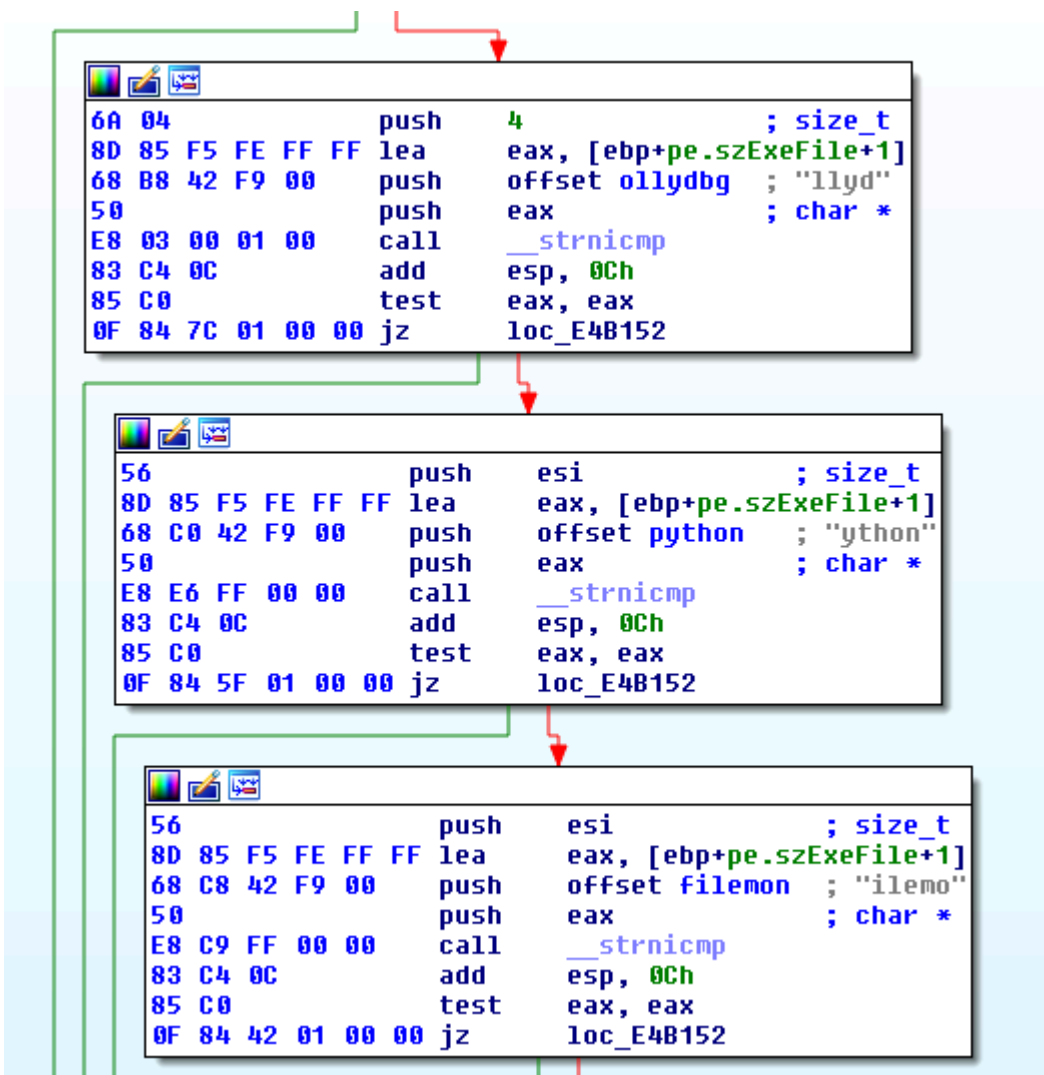 6A 04 push 4 ; size_t
8D 85 F5 FE FF FF lea eax, [ebp+pe.szExeFile+1]
68 B8 42 F9 00 push offset ollydbg ; "llyd"
50 push eax ; char *
E8 03 00 01 00 call __strnicmp
83 C4 0C add esp, 0Ch
85 C0 test eax, eax
0F 84 7C 01 00 00 jz loc_E4B152
56 push esi ; size_t
8D 85 F5 FE FF FF lea eax, [ebp+pe.szExeFile+1]
68 C0 42 F9 00 push offset python ; "ython"
50 push eax ; char *
E8 E6 FF 00 00 call __strnicmp
83 C4 0C add esp, 0Ch
85 C0 test eax, eax
0F 84 5F 01 00 00 jz loc_E4B152
56 push esi ; size_t
8D 85 F5 FE FF FF lea eax, [ebp+pe.szExeFile+1]
68 C8 42 F9 00 push offset filemon ; "ilemo"
50 push eax ; char *
E8 C9 FF 00 00 call __strnicmp
83 C4 0C add esp, 0Ch
85 C0 test eax, eax
0F 84 42 01 00 00 jz loc_E4B152